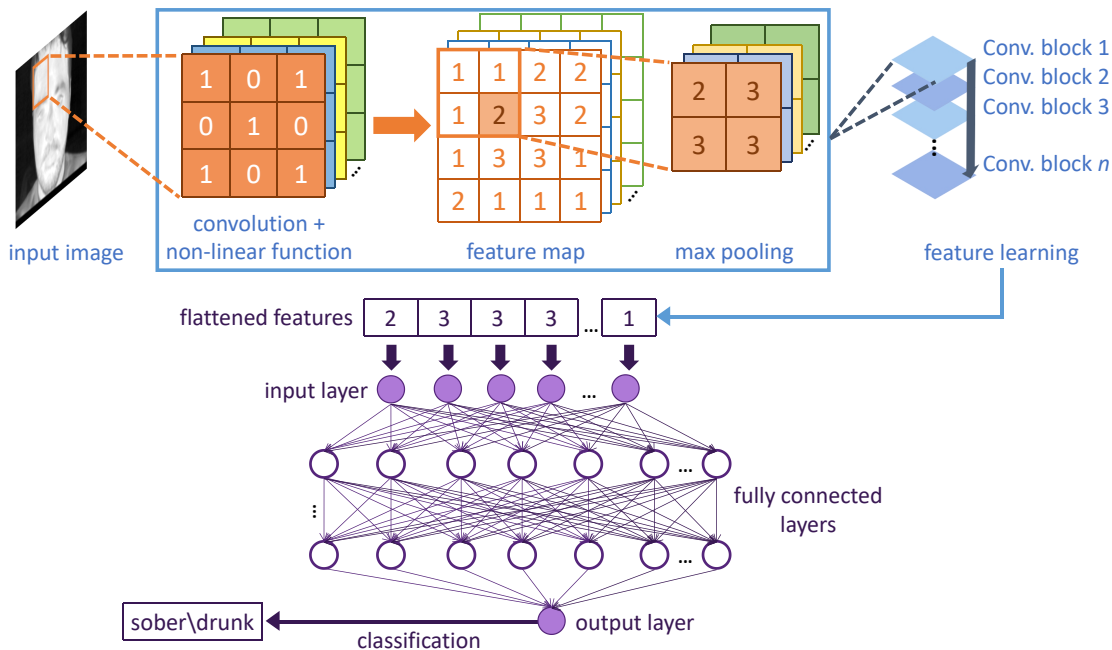 1 0 1
0 1 0
1 0 1
1 1 2 2
1 2 3 2
1 3 3 1
2 1 1 1
2 3
3 3
Conv. block 1
Conv. block 2
Conv. block 3
Conv. block n
input image
convolution +
non-linear function
feature map
max pooling
feature learning
flattened features
2 3 3 3 ... 1
input layer
...
...
fully connected
layers
...
sober\drunk
classification
output layer